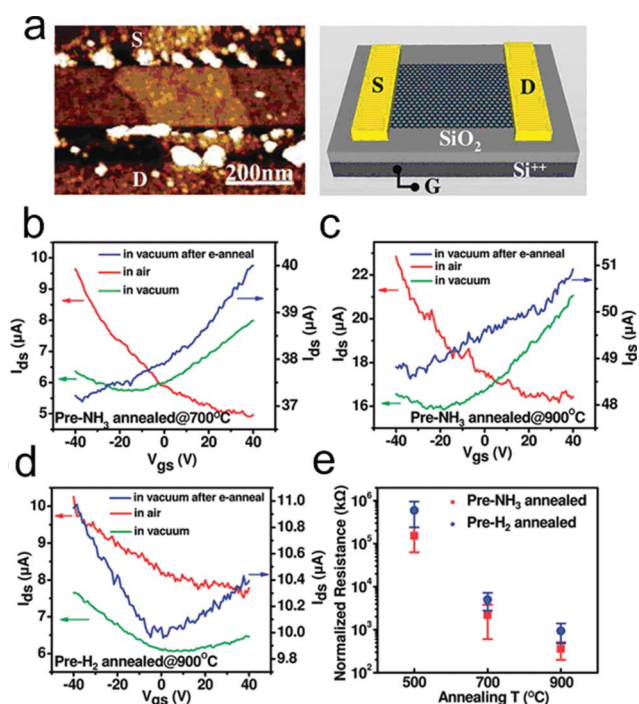 a
S
D
200nm
S
D
SiO2
Si++
G
b
in vacuum after e-anneal
in air
in vacuum
10
9
8
7
6
5
40
39
38
37
Ids (μA)
Ids (μA)
Pre-NH3 annealed@700°C
-40 -20 0 20 40
Vgs (V)
c
in vacuum after e-anneal
in air
in vacuum
22
20
18
16
51
50
49
48
Ids (μA)
Ids (μA)
Pre-NH3 annealed@900°C
-40 -20 0 20 40
Vgs (V)
d
in vacuum after e-anneal
in air
in vacuum
10
9
8
7
6
11.0
10.8
10.6
10.4
10.2
10.0
9.8
Ids (μA)
Ids (μA)
Pre-H2 annealed@900°C
-40 -20 0 20 40
Vgs (V)
e
Pre-NH3 annealed
Pre-H2 annealed
10^6
10^5
10^4
10^3
10^2
Normalized Resistance (kΩ)
500 700 900
Annealing T (°C)